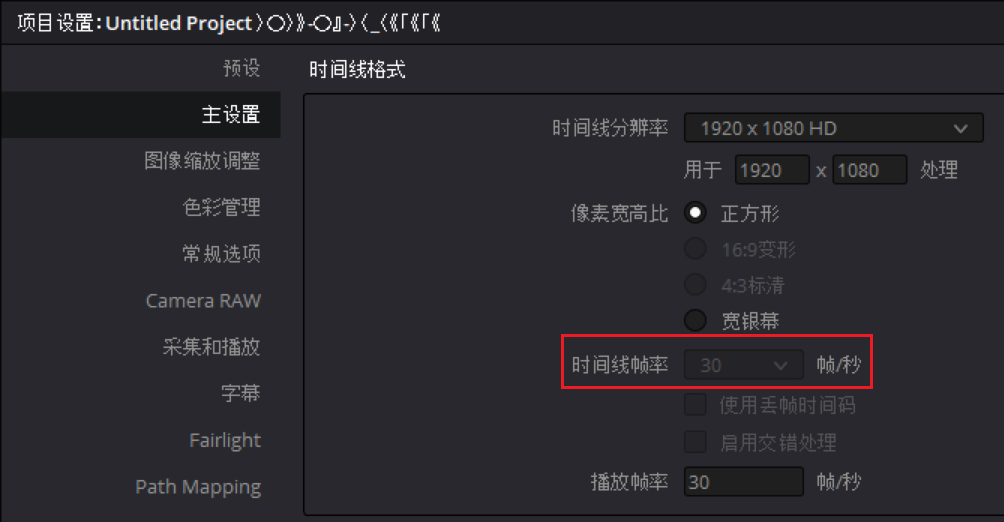 项目设置:Untitled Project》〇》》-〇』-》《_《《「《「《
预设
时间线格式
主设置
时间线分辨率 1920 x 1080 HD
图像缩放调整
用于 1920 x 1080 处理
色彩管理
像素宽高比 正方形
常规选项
16:9变形
4:3标清
Camera RAW
宽银幕
采集和播放
时间线帧率 30 帧/秒
字幕
使用丢帧时间码
Fairlight
启用交错处理
Path Mapping
播放帧率 30 帧/秒